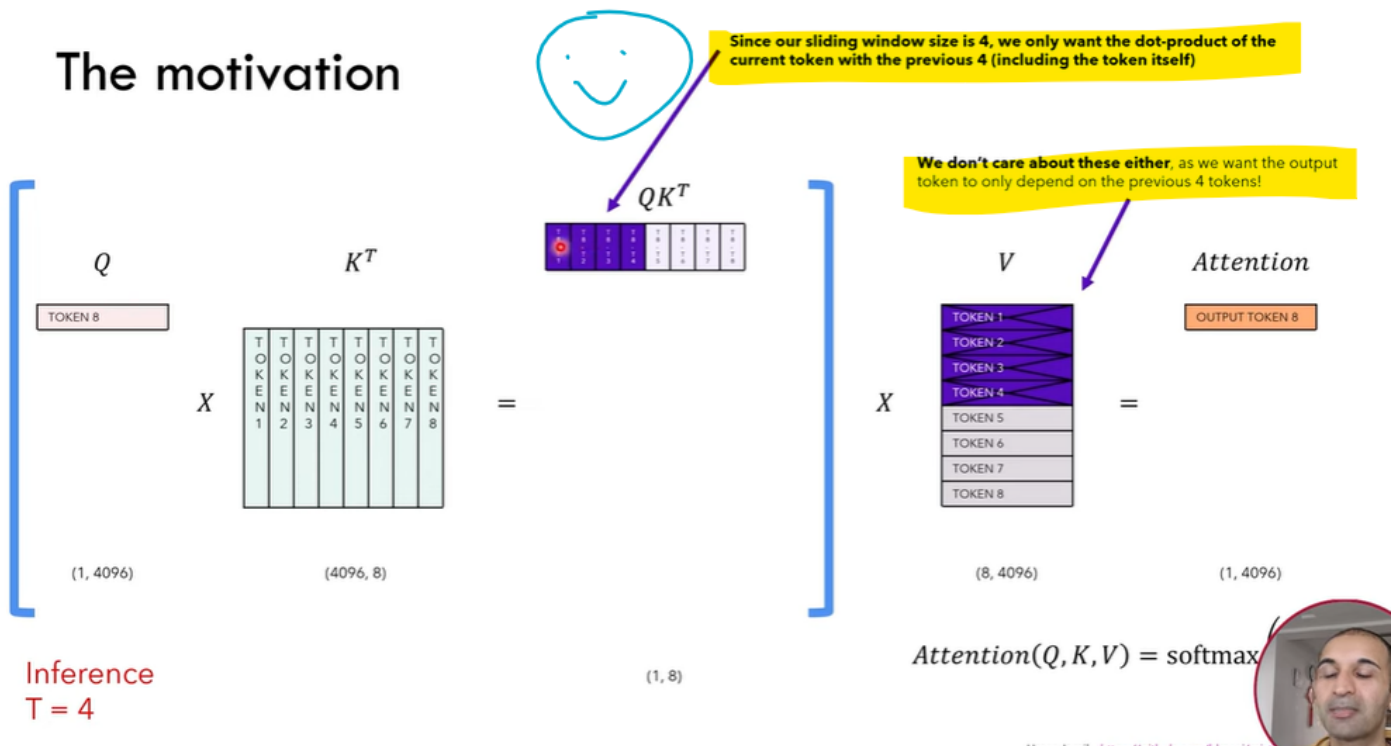 The motivation
Since our sliding window size is 4, we only want the dot-product of the
current token with the previous 4 (including the token itself)
We don't care about these either, as we want the output
token to only depend on the previous 4 tokens!
QKᵀ
Q
Kᵀ
V
Attention
TOKEN 8
X
TOKEN 1
TOKEN 2
TOKEN 3
TOKEN 4
TOKEN 5
TOKEN 6
TOKEN 7
TOKEN 8
=
X
TOKEN 1
TOKEN 2
TOKEN 3
TOKEN 4
TOKEN 5
TOKEN 6
TOKEN 7
TOKEN 8
=
OUTPUT TOKEN 8
(1, 4096)
(4096, 8)
(8, 4096)
(1, 4096)
(1, 8)
Attention(Q, K, V) = softmax (
Inference
T = 4